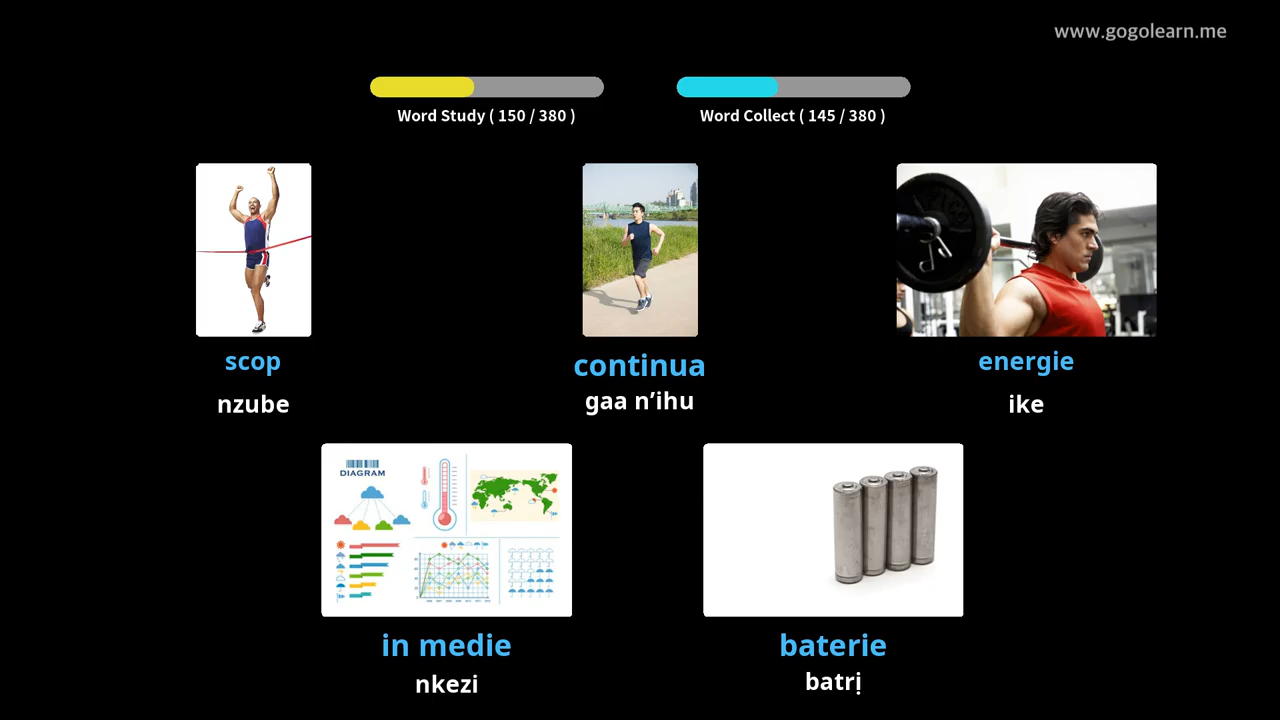 www.gogolearn.me
Word Study ( 150 / 380 )
Word Collect ( 145 / 380 )
scop
nzube
continua
gaa n’ihu
energie
ike
DIAGRAM
in medie
nkezi
baterie
batrị